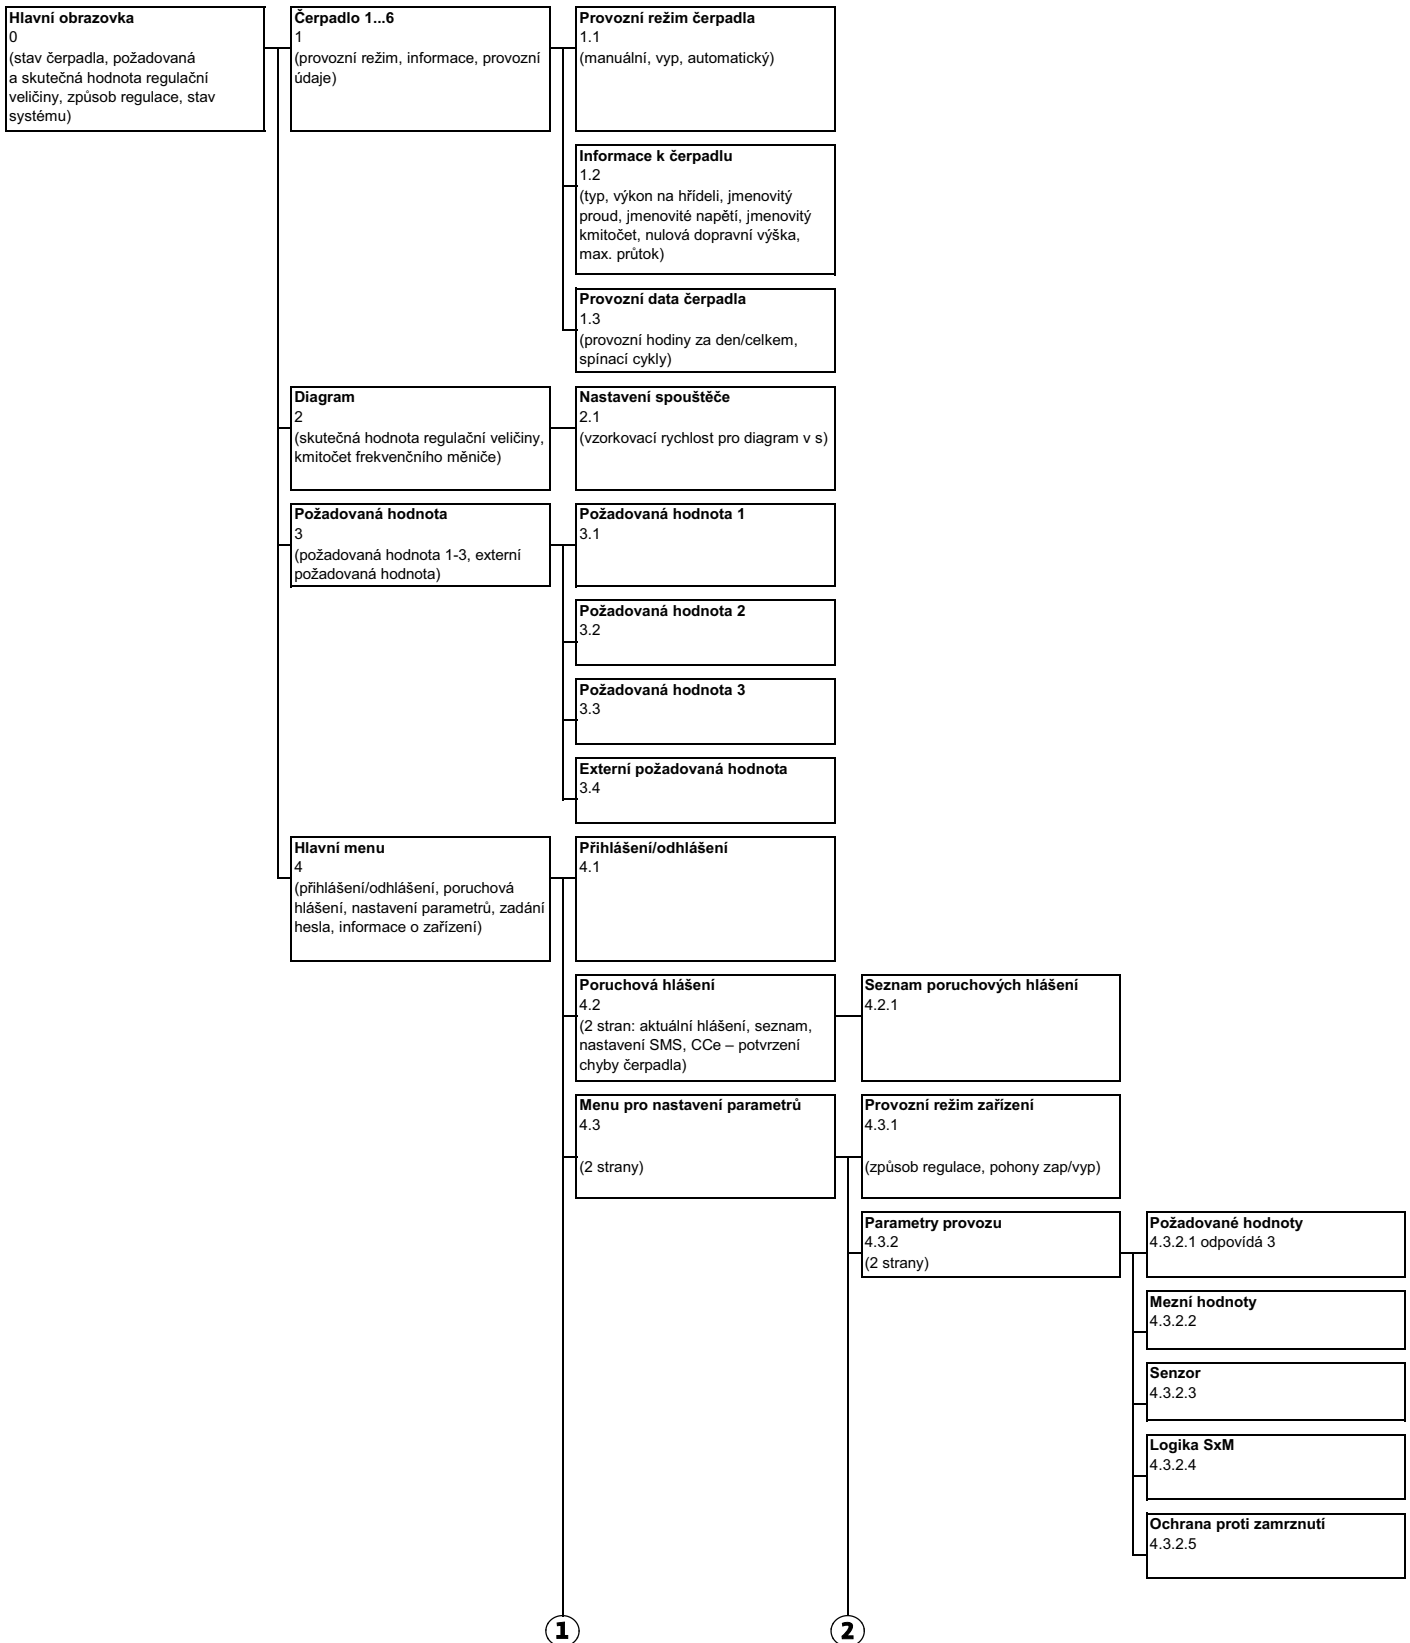 Hlavní obrazovka
0
(stav čerpadla, požadovaná
a skutečná hodnota regulační
veličiny, způsob regulace, stav
systému)
Čerpadlo 1...6
1
(provozní režim, informace, provozní
údaje)
Provozní režim čerpadla
1.1
(manuální, vyp, automatický)
Informace k čerpadlu
1.2
(typ, výkon na hřídeli, jmenovitý
proud, jmenovité napětí, jmenovitý
kmitočet, nulová dopravní výška,
max. průtok)
Provozní data čerpadla
1.3
(provozní hodiny za den/celkem,
spínací cykly)
Diagram
2
(skutečná hodnota regulační veličiny,
kmitočet frekvenčního měniče)
Nastavení spouštěče
2.1
(vzorkovací rychlost pro diagram v s)
Požadovaná hodnota
3
(požadovaná hodnota 1-3, externí
požadovaná hodnota)
Požadovaná hodnota 1
3.1
Požadovaná hodnota 2
3.2
Požadovaná hodnota 3
3.3
Externí požadovaná hodnota
3.4
Hlavní menu
4
(přihlášení/odhlášení, poruchová
hlášení, nastavení parametrů, zadání
hesla, informace o zařízení)
Přihlášení/odhlášení
4.1
Poruchová hlášení
4.2
(2 stran: aktuální hlášení, seznam,
nastavení SMS, CCe – potvrzení
chyby čerpadla)
Seznam poruchových hlášení
4.2.1
Menu pro nastavení parametrů
4.3
(2 strany)
Provozní režim zařízení
4.3.1
(způsob regulace, pohony zap/vyp)
Parametry provozu
4.3.2
(2 strany)
Požadované hodnoty
4.3.2.1 odpovídá 3
Mezní hodnoty
4.3.2.2
Senzor
4.3.2.3
Logika SxM
4.3.2.4
Ochrana proti zamrznutí
4.3.2.5
1
2